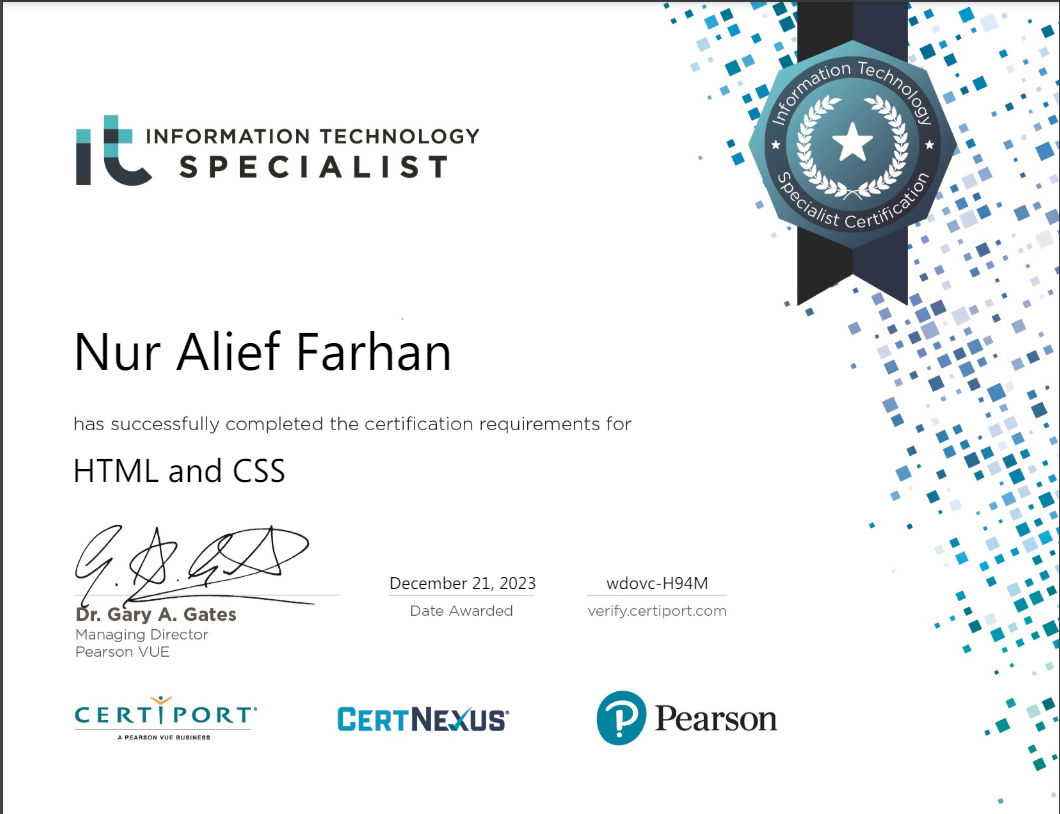 it INFORMATION TECHNOLOGY
SPECIALIST
Information Technology
Specialist Certification
Nur Alief Farhan
has successfully completed the certification requirements for
HTML and CSS
December 21, 2023
wdovc-H94M
Dr. Gary A. Gates
Date Awarded
verify.certiport.com
Managing Director
Pearson VUE
CERTIPORT®
A PEARSON VUE BUSINESS
CERTNEXUS®
P Pearson